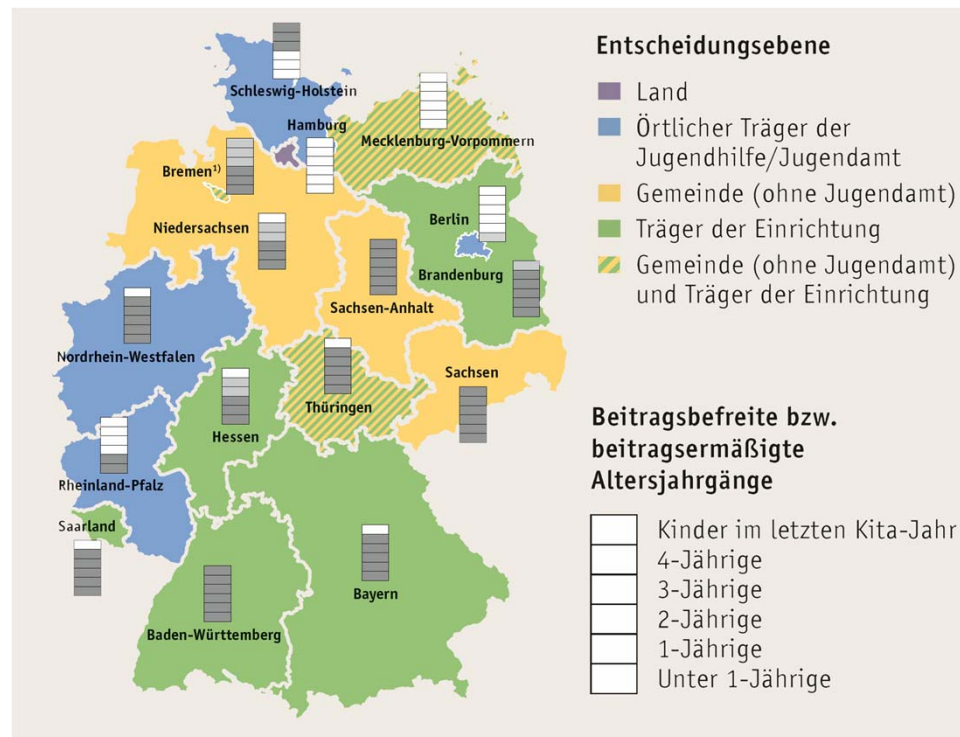 Schleswig-Holstein
Hamburg
Mecklenburg-Vorpommern
Bremen¹⁾
Niedersachsen
Berlin
Brandenburg
Sachsen-Anhalt
Nordrhein-Westfalen
Sachsen
Thüringen
Hessen
Rheinland-Pfalz
Saarland
Bayern
Baden-Württemberg
Entscheidungsebene
Land
Örtlicher Träger der
Jugendhilfe/Jugendamt
Gemeinde (ohne Jugendamt)
Träger der Einrichtung
Gemeinde (ohne Jugendamt)
und Träger der Einrichtung
Beitragsbefreite bzw.
beitragsermäßigte
Altersjahrgänge
Kinder im letzten Kita-Jahr
4-Jährige
3-Jährige
2-Jährige
1-Jährige
Unter 1-Jährige